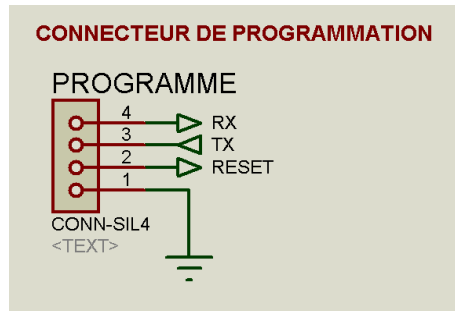 CONNECTEUR DE PROGRAMMATION
PROGRAMME
4 RX
3 TX
2 RESET
1
CONN-SIL4
<TEXT>